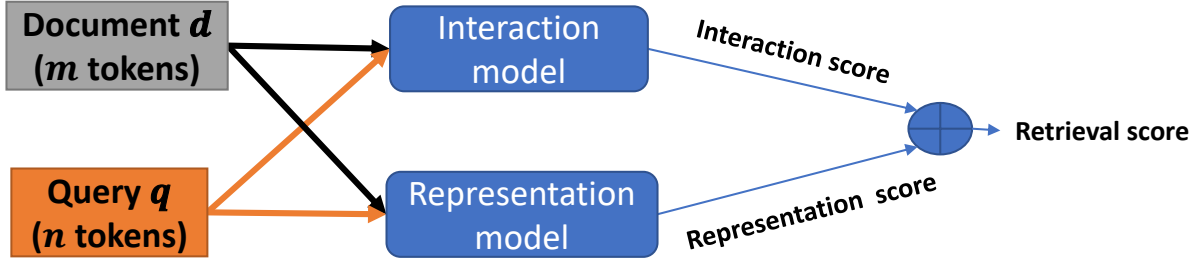 Document d
(m tokens)
Interaction
model
Interaction score
Retrieval score
Query q
(n tokens)
Representation
model
Representation score